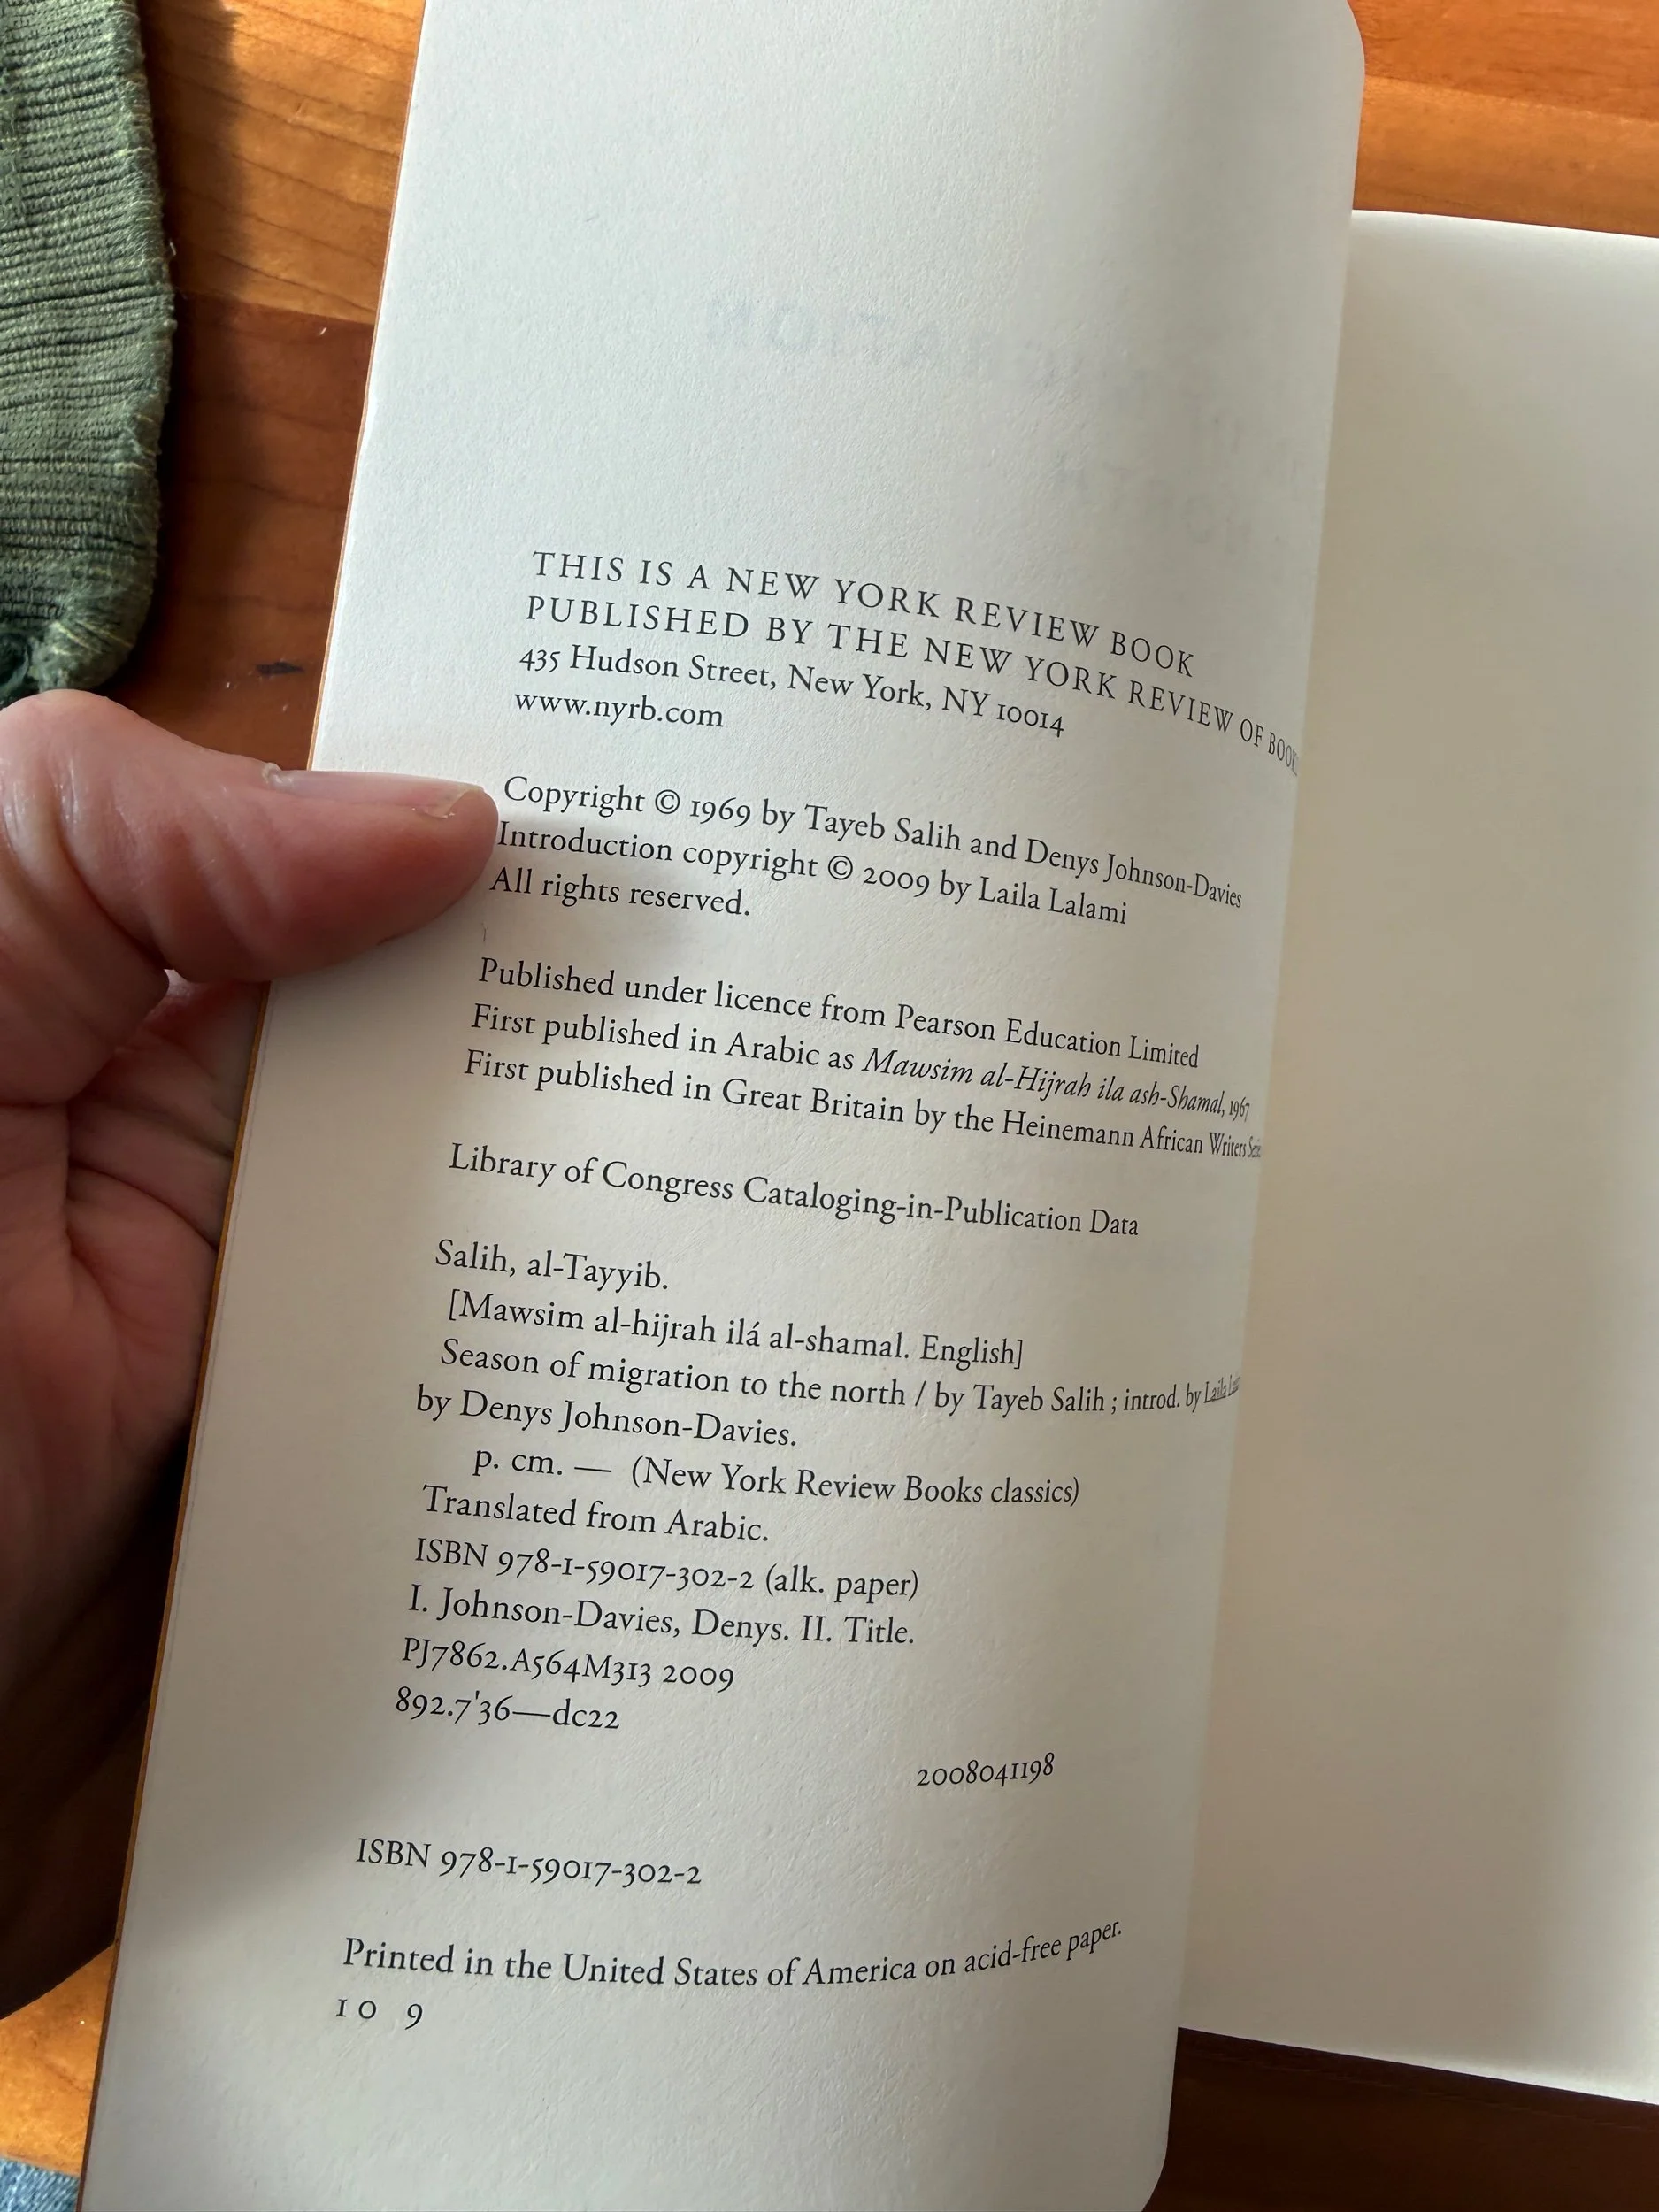 THIS IS A NEW YORK REVIEW BOOK
PUBLISHED BY THE NEW YORK REVIEW OF
435 Hudson Street, New York, NY 10014
www.nyrb.com
Copyright © 1969 by Tayeb Salih and Denys Johnson-Davies
Introduction copyright © 2009 by Laila Lalami
All rights reserved.
Published under licence from Pearson Education Limited
First published in Arabic as Mawsim al-Hijrah ila ash-Shamal, 1967
First published in Great Britain by the Heinemann African Writers
Library of Congress Cataloging-in-Publication Data
Salih, al-Tayyib.
[Mawsim al-hijrah ilá al-shamal. English]
Season of migration to the north / by Tayeb Salih ; introd. by Laila
by Denys Johnson-Davies.
p. cm. — (New York Review Books classics)
Translated from Arabic.
ISBN 978-1-59017-302-2 (alk. paper)
I. Johnson-Davies, Denys. II. Title.
PJ7862.A564M313 2009
892.7'36—dc22
2008041198
ISBN 978-1-59017-302-2
Printed in the United States of America on acid-free paper.
10 9